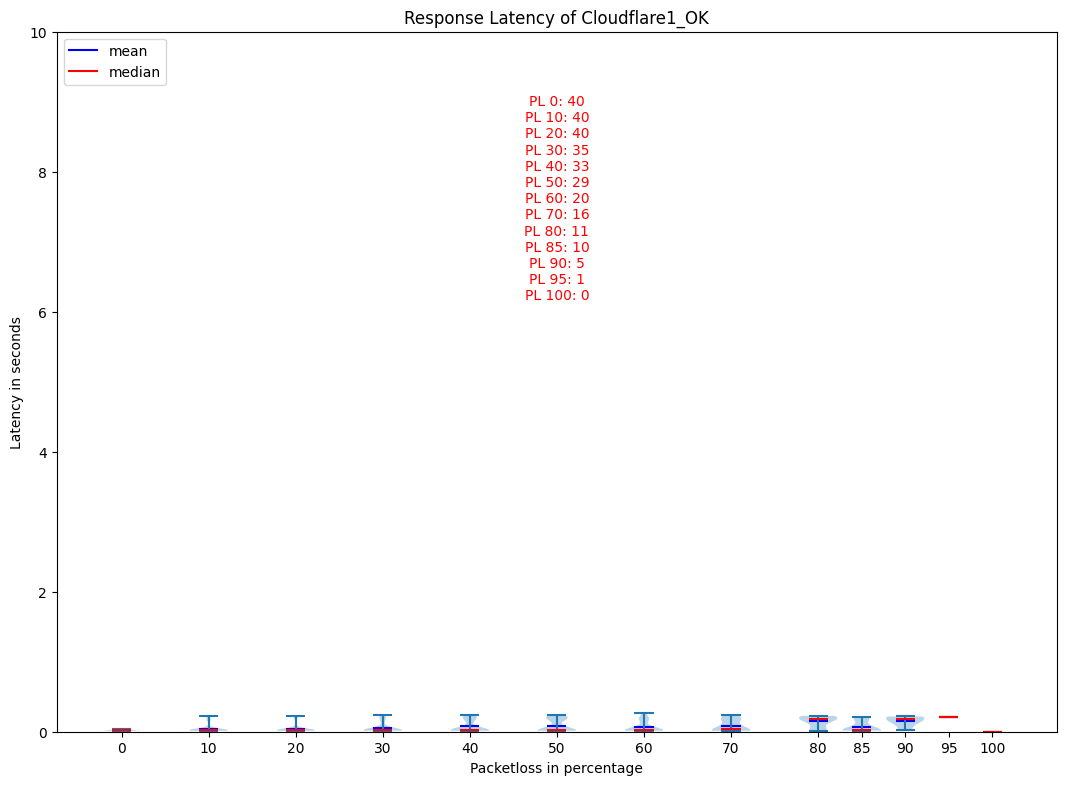 Response Latency of Cloudflare1_OK
10
mean
median
PL 0: 40
PL 10: 40
PL 20: 40
PL 30: 35
PL 40: 33
PL 50: 29
PL 60: 20
PL 70: 16
PL 80: 11
PL 85: 10
PL 90: 5
PL 95: 1
PL 100: 0
8
6
Latency in seconds
4
2
0
0 10 20 30 40 50 60 70 80 85 90 95 100
Packetloss in percentage